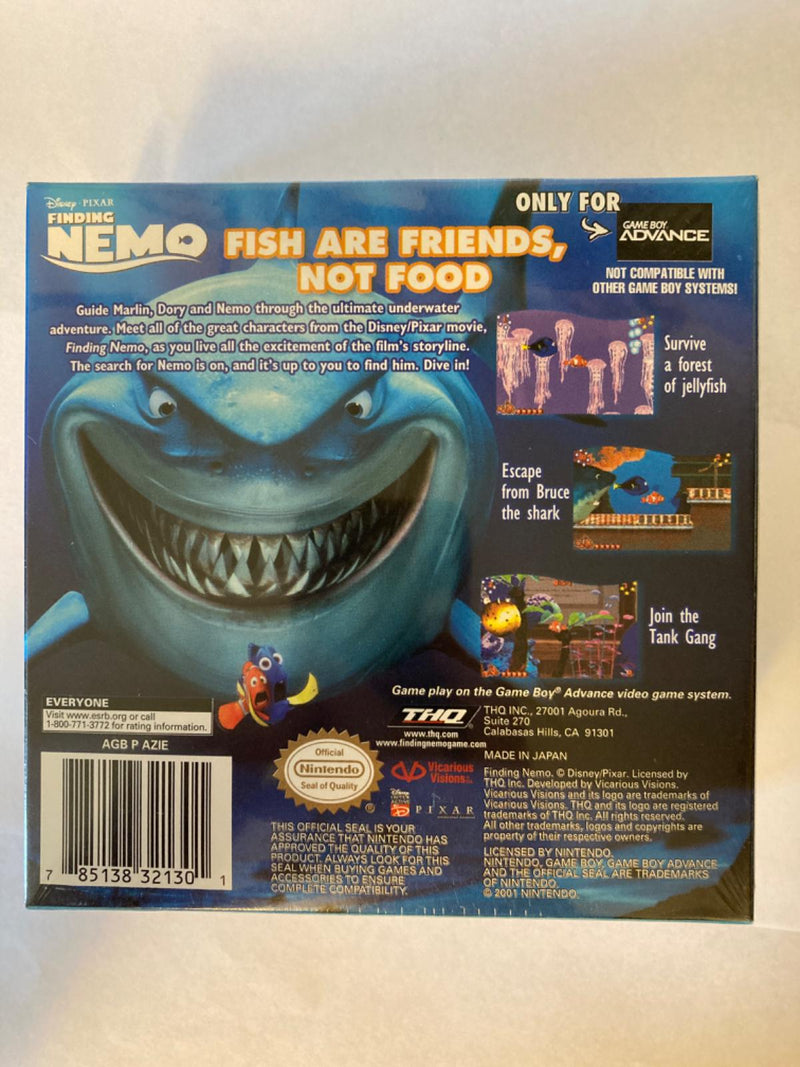 Disney · PIXAR
FINDING
NEMO
FISH ARE FRIENDS,
NOT FOOD
ONLY FOR
GAME BOY
ADVANCE
NOT COMPATIBLE WITH
OTHER GAME BOY SYSTEMS!
Guide Marlin, Dory and Nemo through the ultimate underwater
adventure. Meet all of the great characters from the Disney/Pixar movie,
Finding Nemo, as you live all the excitement of the film's storyline.
The search for Nemo is on, and it's up to you to find him. Dive in!
Survive
a forest
of jellyfish
Escape
from Bruce
the shark
Join the
Tank Gang
Game play on the Game Boy® Advance video game system.
EVERYONE
Visit www.esrb.org or call
1-800-771-3772 for rating information.
AGB P AZIE
7 85138 32130 1
Official
Nintendo
Seal of Quality
®
THIS OFFICIAL SEAL IS YOUR
ASSURANCE THAT NINTENDO HAS
APPROVED THE QUALITY OF THIS
PRODUCT. ALWAYS LOOK FOR THIS
SEAL WHEN BUYING GAMES AND
ACCESSORIES TO ENSURE
COMPLETE COMPATIBILITY.
THQ
www.thq.com
www.findingnemogame.com
Vicarious
Visions
PIXAR
THQ INC., 27001 Agoura Rd.,
Suite 270
Calabasas Hills, CA 91301
MADE IN JAPAN
Finding Nemo. © Disney/Pixar. Licensed by
THQ Inc. Developed by Vicarious Visions.
Vicarious Visions and its logo are trademarks of
Vicarious Visions. THQ and its logo are registered
trademarks of THQ Inc. All rights reserved.
All other trademarks, logos and copyrights are
property of their respective owners.
LICENSED BY NINTENDO
NINTENDO, GAME BOY, GAME BOY ADVANCE
AND THE OFFICIAL SEAL ARE TRADEMARKS
OF NINTENDO.
© 2001 NINTENDO.